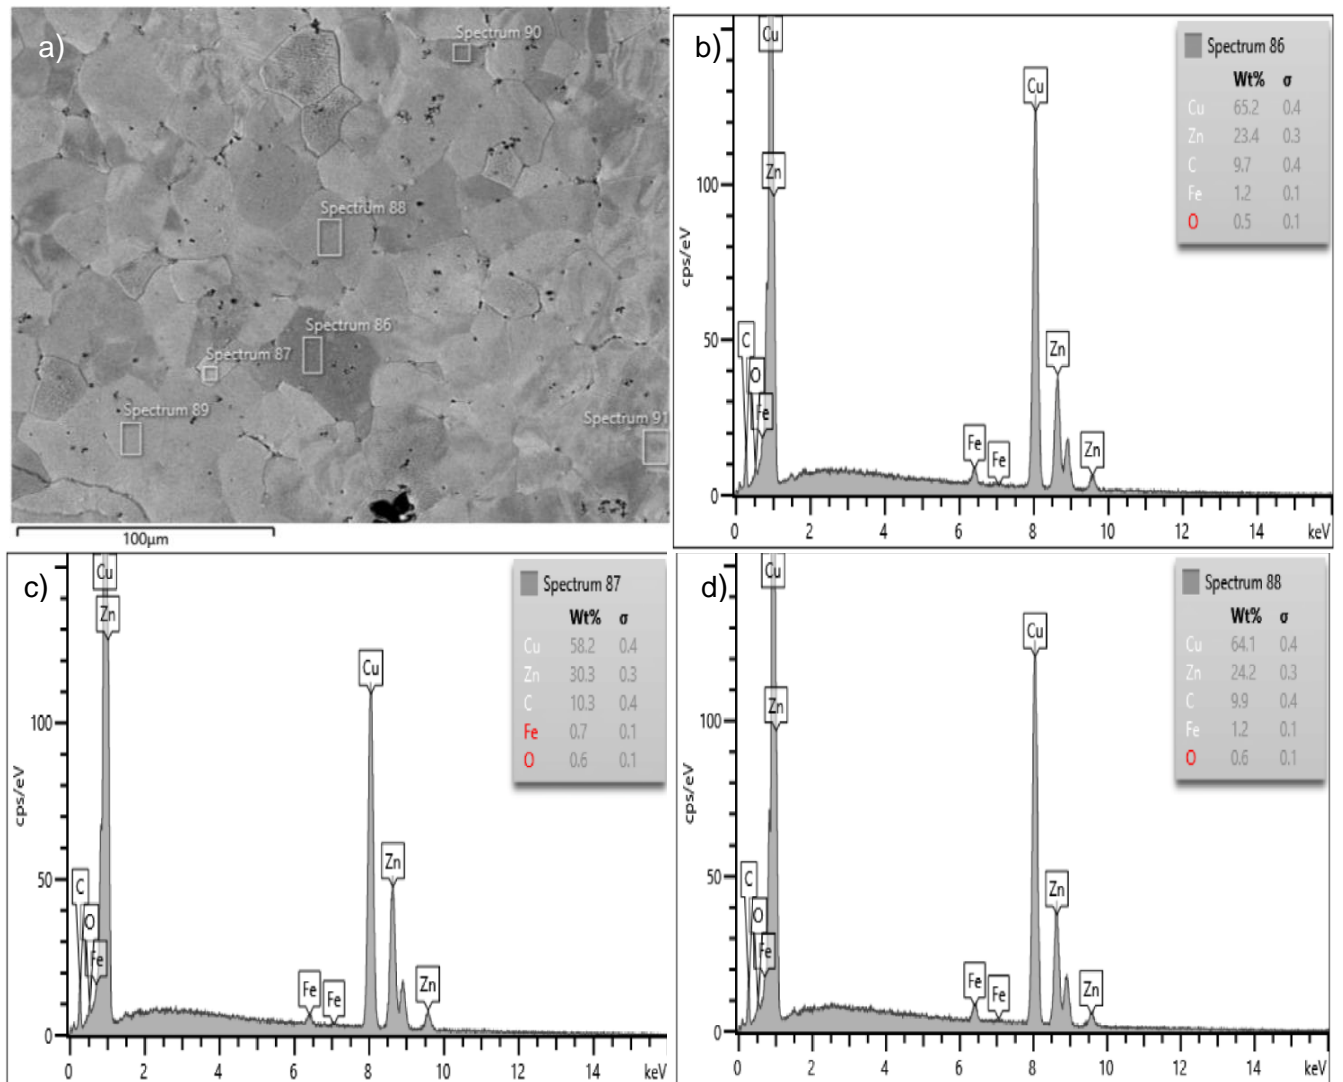 a)
Spectrum 90
Spectrum 88
Spectrum 86
Spectrum 87
Spectrum 89
Spectrum 91
100µm
b)
Spectrum 86
Wt% σ
Cu 65.2 0.4
Zn 23.4 0.3
C 9.7 0.4
Fe 1.2 0.1
O 0.5 0.1
Cu
Zn
C
O
Fe
Cu
Zn
Fe
Fe
Zn
cps/eV
100
50
0
0 2 4 6 8 10 12 14 keV
c)
Spectrum 87
Wt% σ
Cu 58.2 0.4
Zn 30.3 0.3
C 10.3 0.4
Fe 0.7 0.1
O 0.6 0.1
Cu
Zn
C
O
Fe
Cu
Zn
Fe
Fe
Zn
cps/eV
100
50
0
0 2 4 6 8 10 12 14 keV
d)
Spectrum 88
Wt% σ
Cu 64.1 0.4
Zn 24.2 0.3
C 9.9 0.4
Fe 1.2 0.1
O 0.6 0.1
Cu
Zn
C
O
Fe
Cu
Zn
Fe
Fe
Zn
cps/eV
100
50
0
0 2 4 6 8 10 12 14 keV